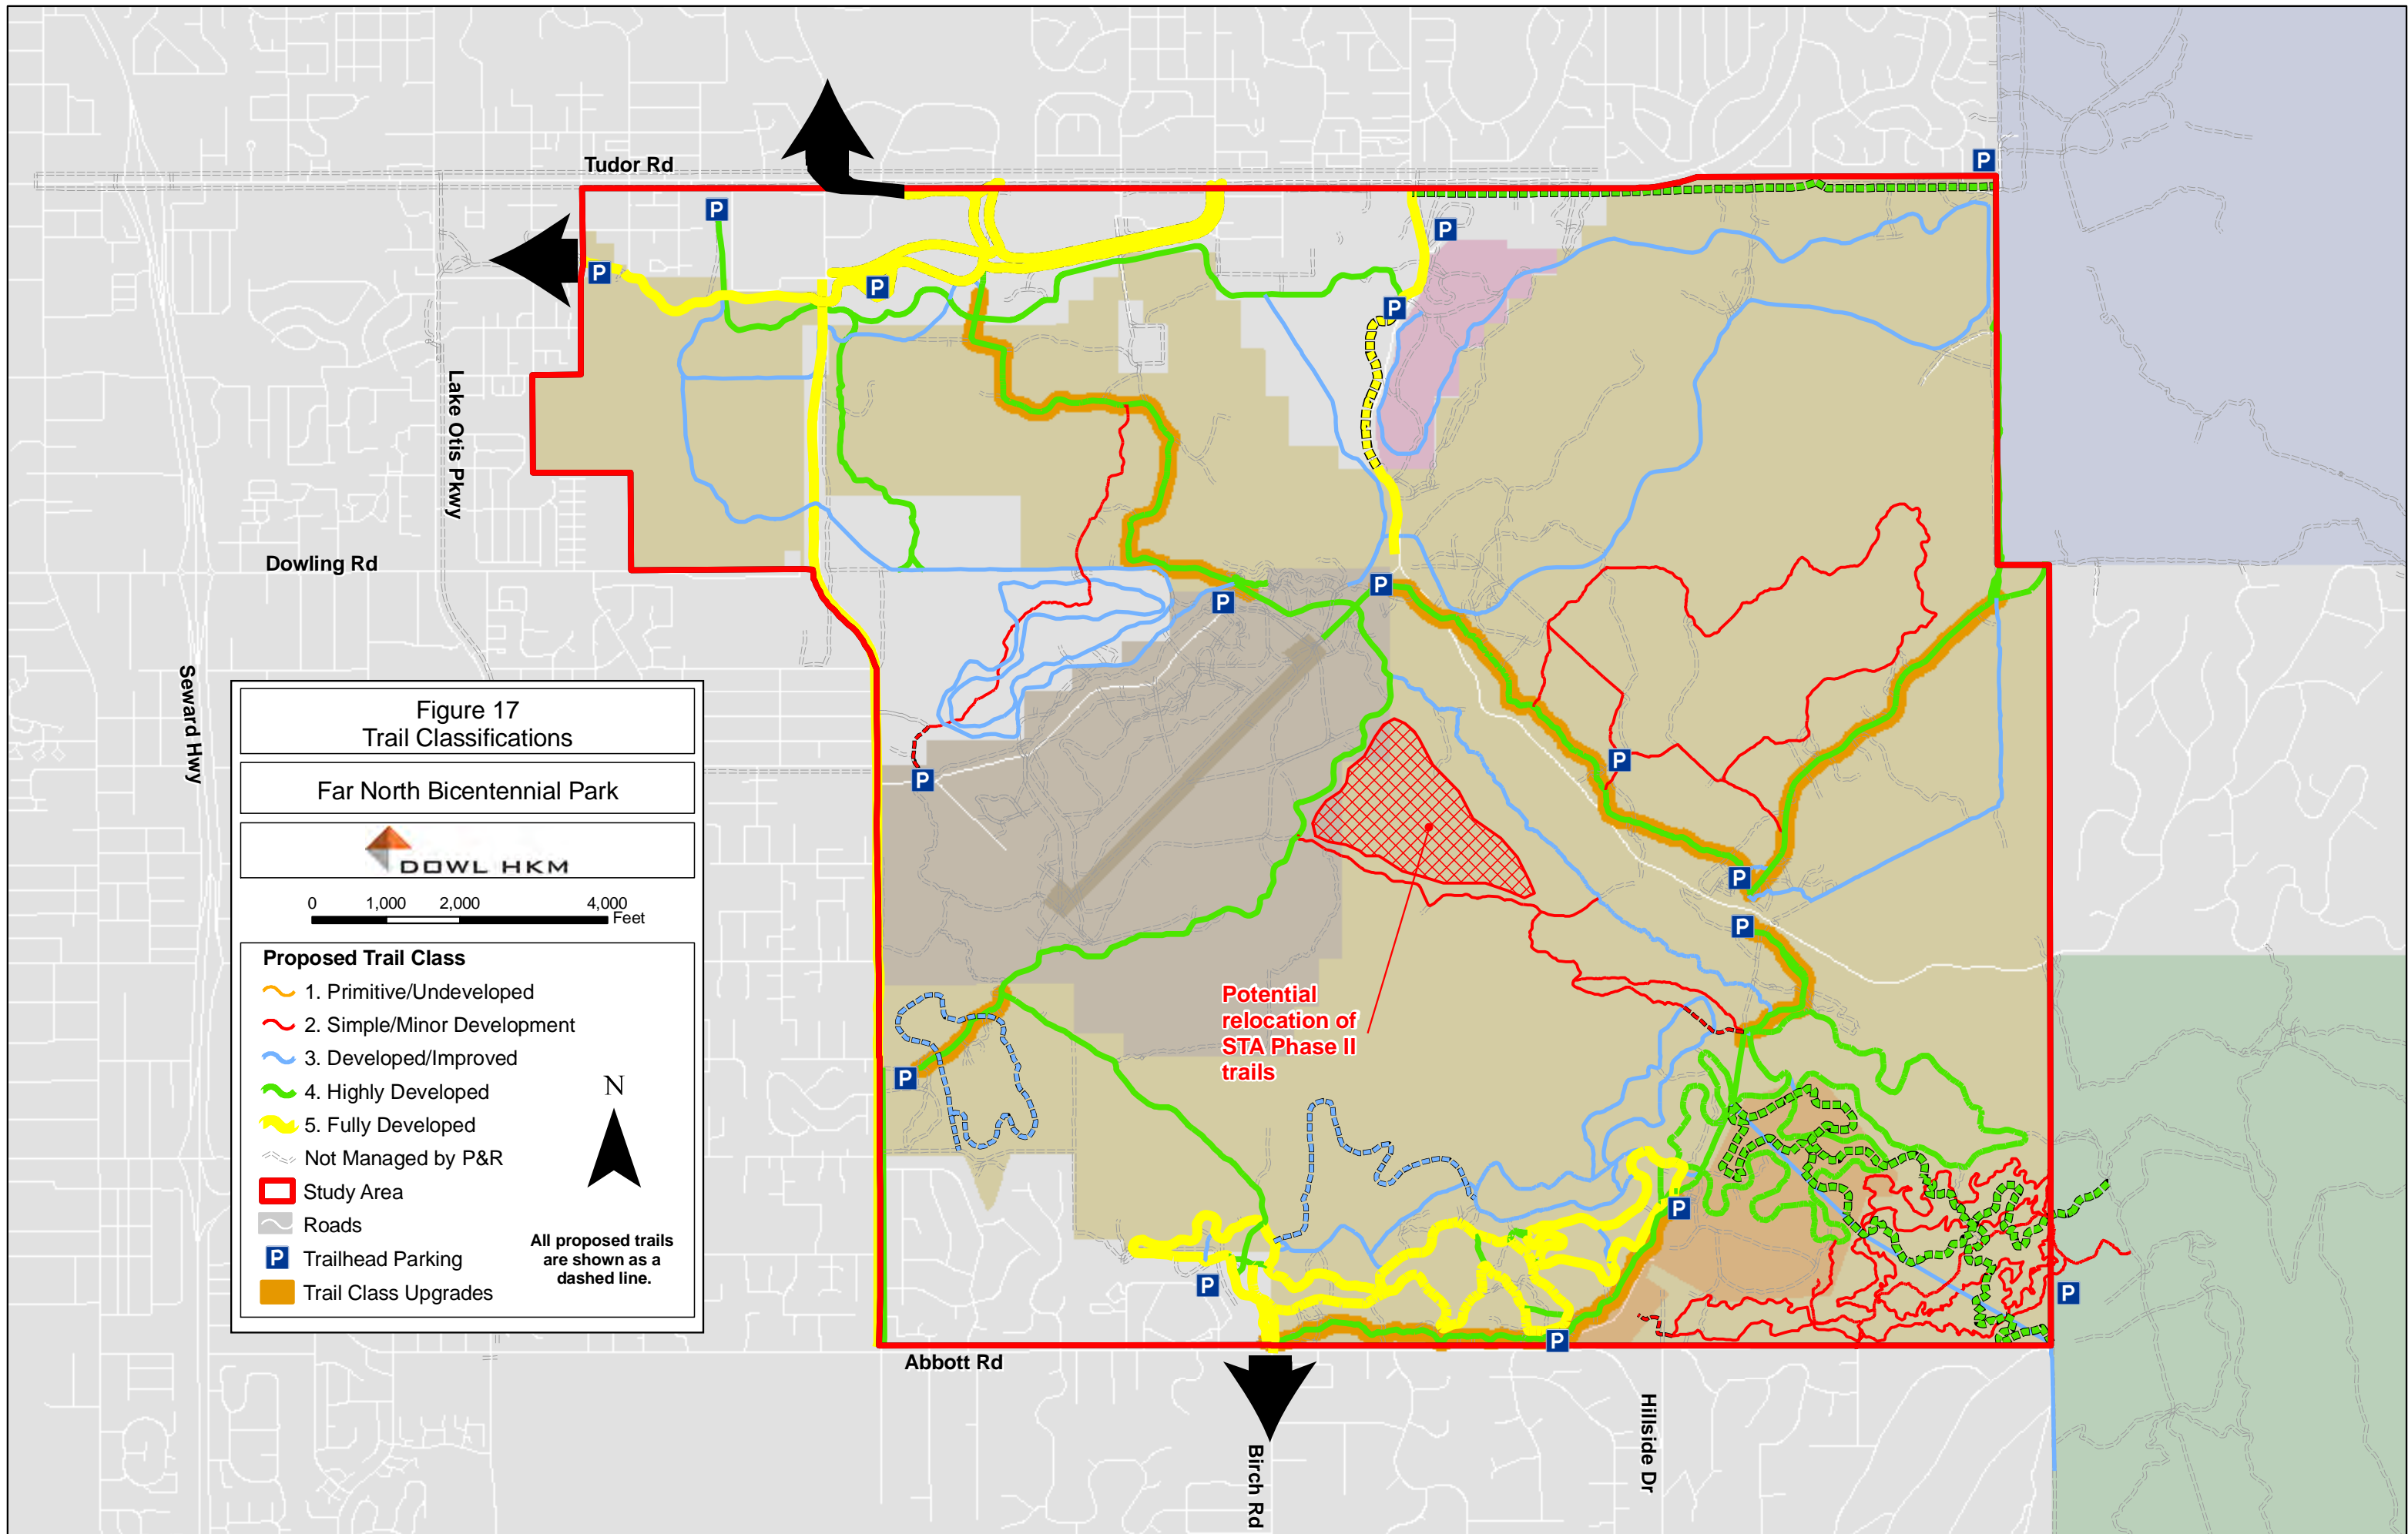 Tudor Rd
P
P
P
P
P
P
Lake Otis Pkwy
Dowling Rd
P
P
Seward Hwy
P
P
P
P
P
Potential
relocation of
STA Phase II
trails
P
P
P
P
Abbott Rd
Birch Rd
Hillside Dr
Figure 17
Trail Classifications
Far North Bicentennial Park
DOWL HKM
0 1,000 2,000 4,000
Feet
Proposed Trail Class
1. Primitive/Undeveloped
2. Simple/Minor Development
3. Developed/Improved
4. Highly Developed
5. Fully Developed
Not Managed by P&R
Study Area
Roads
P Trailhead Parking
Trail Class Upgrades
N
All proposed trails
are shown as a
dashed line.